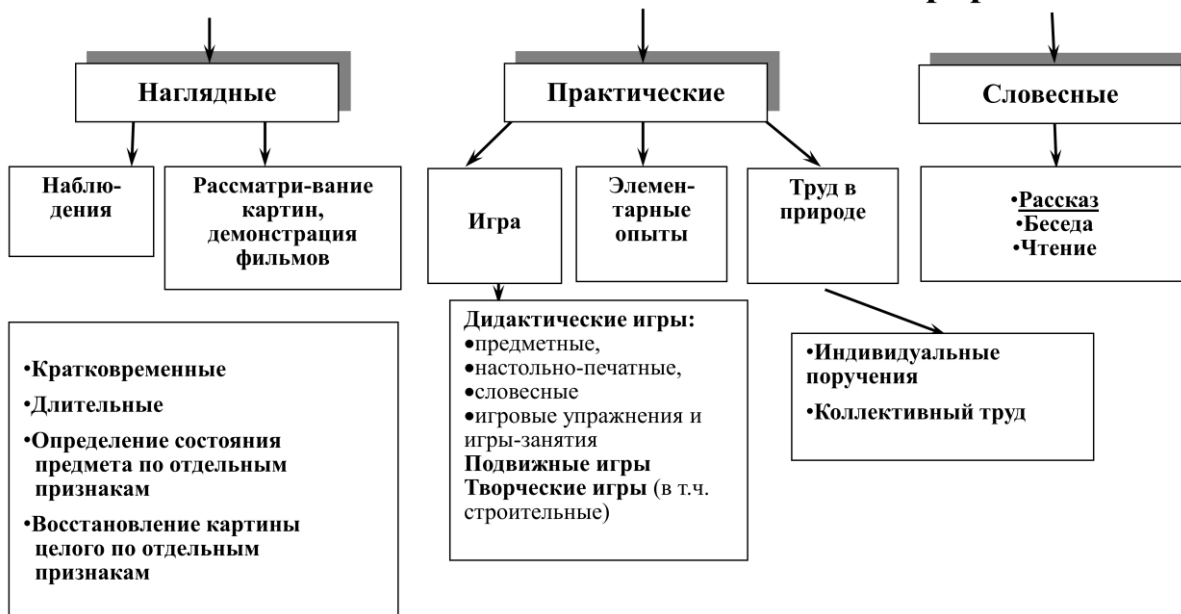 Наглядные
Практические
Словесные
Наблю-
дения
Рассматри-вание
картин,
демонстрация
фильмов
Игра
Элемен-
тарные
опыты
Труд в
природе
•Рассказ
•Беседа
•Чтение
•Кратковременные
•Длительные
•Определение состояния
предмета по отдельным
признакам
•Восстановление картины
целого по отдельным
признакам
Дидактические игры:
•предметные,
•настольно-печатные,
•словесные
•игровые упражнения и
игры-занятия
Подвижные игры
Творческие игры (в т.ч.
строительные)
•Индивидуальные
поручения
•Коллективный труд